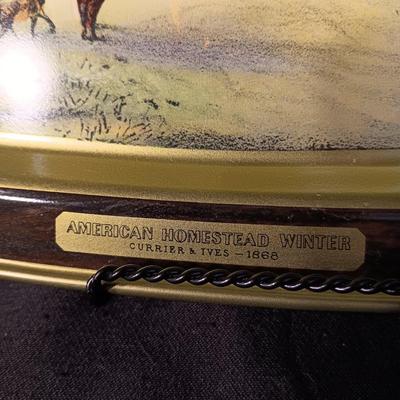 AMERICAN HOMESTEAD WINTER
CURRIER & IVES - 1868